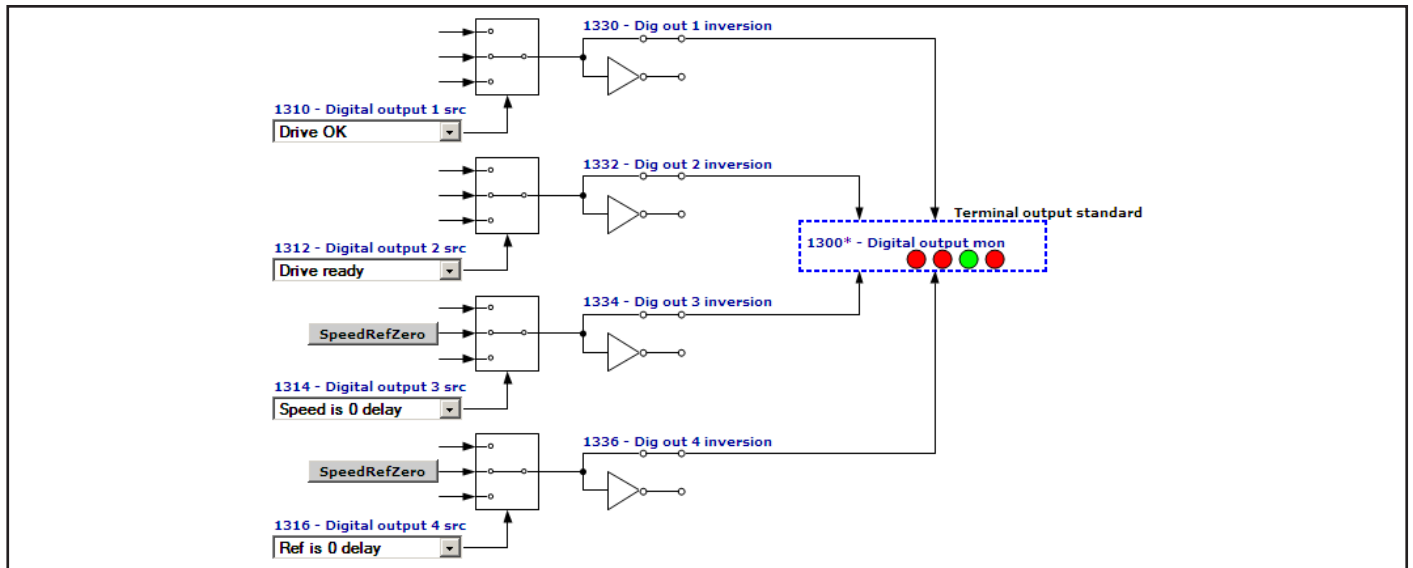 1330 - Dig out 1 inversion
1310 - Digital output 1 src
Drive OK
1332 - Dig out 2 inversion
Terminal output standard
1300* - Digital output mon
1312 - Digital output 2 src
Drive ready
1334 - Dig out 3 inversion
SpeedRefZero
1314 - Digital output 3 src
Speed is 0 delay
1336 - Dig out 4 inversion
SpeedRefZero
1316 - Digital output 4 src
Ref is 0 delay